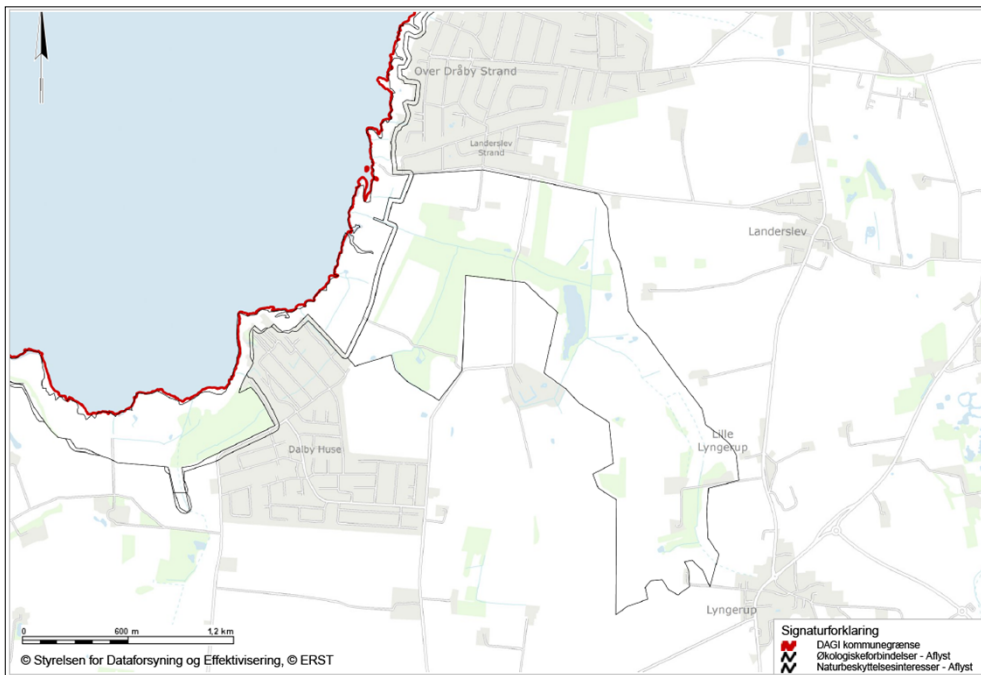 Over Dråby Strand
Landerslev
Strand
Landerslev
Lille
Lyngerup
Dalby Huse
Lyngerup
0 600 m 1,2 km
© Styrelsen for Dataforsyning og Effektivisering, © ERST
Signaturforklaring
DAGI kommunegrænse
Økologiskeforbindelser - Aflyst
Naturbeskyttelsesinteresser - Aflyst